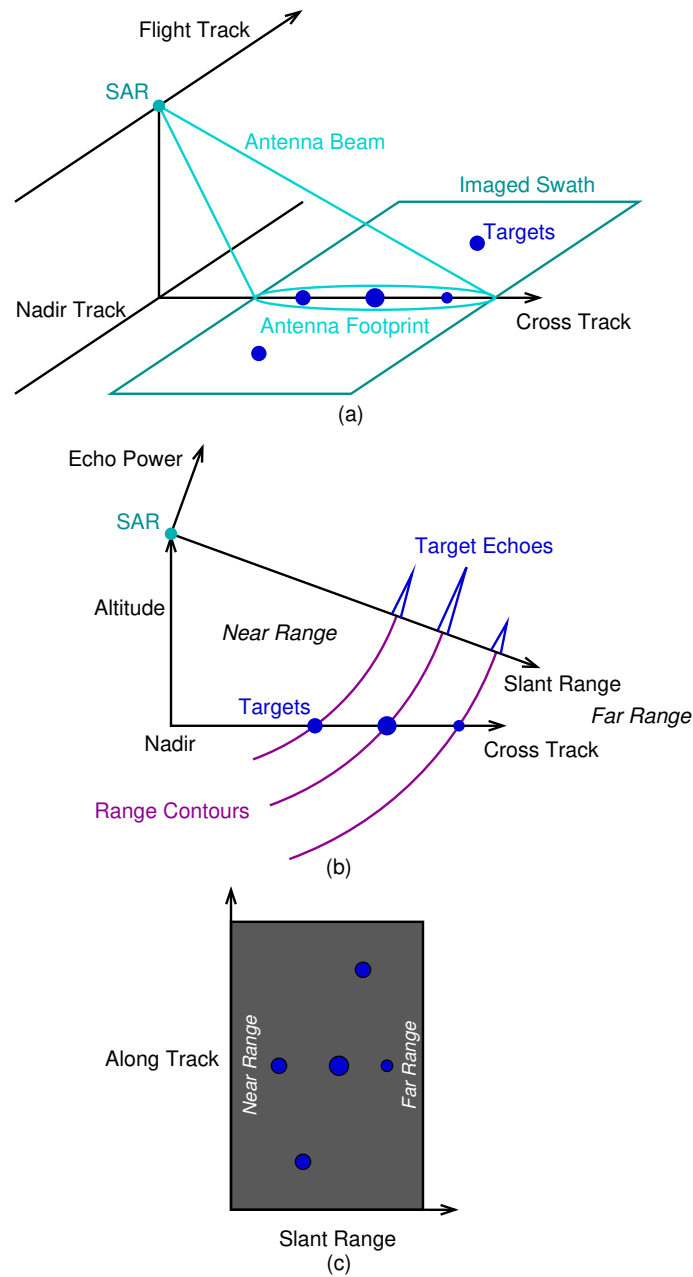 Flight Track
SAR
Antenna Beam
Imaged Swath
Targets
Nadir Track
Antenna Footprint
Cross Track
(a)
Echo Power
SAR
Target Echoes
Altitude
Near Range
Slant Range
Targets
Far Range
Nadir
Cross Track
Range Contours
(b)
Along Track
Near Range
Far Range
Slant Range
(c)